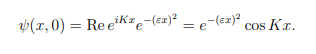 ψ(x, 0) = Re e^{iKx} e^{-(εx)^2} = e^{-(εx)^2} cos Kx.